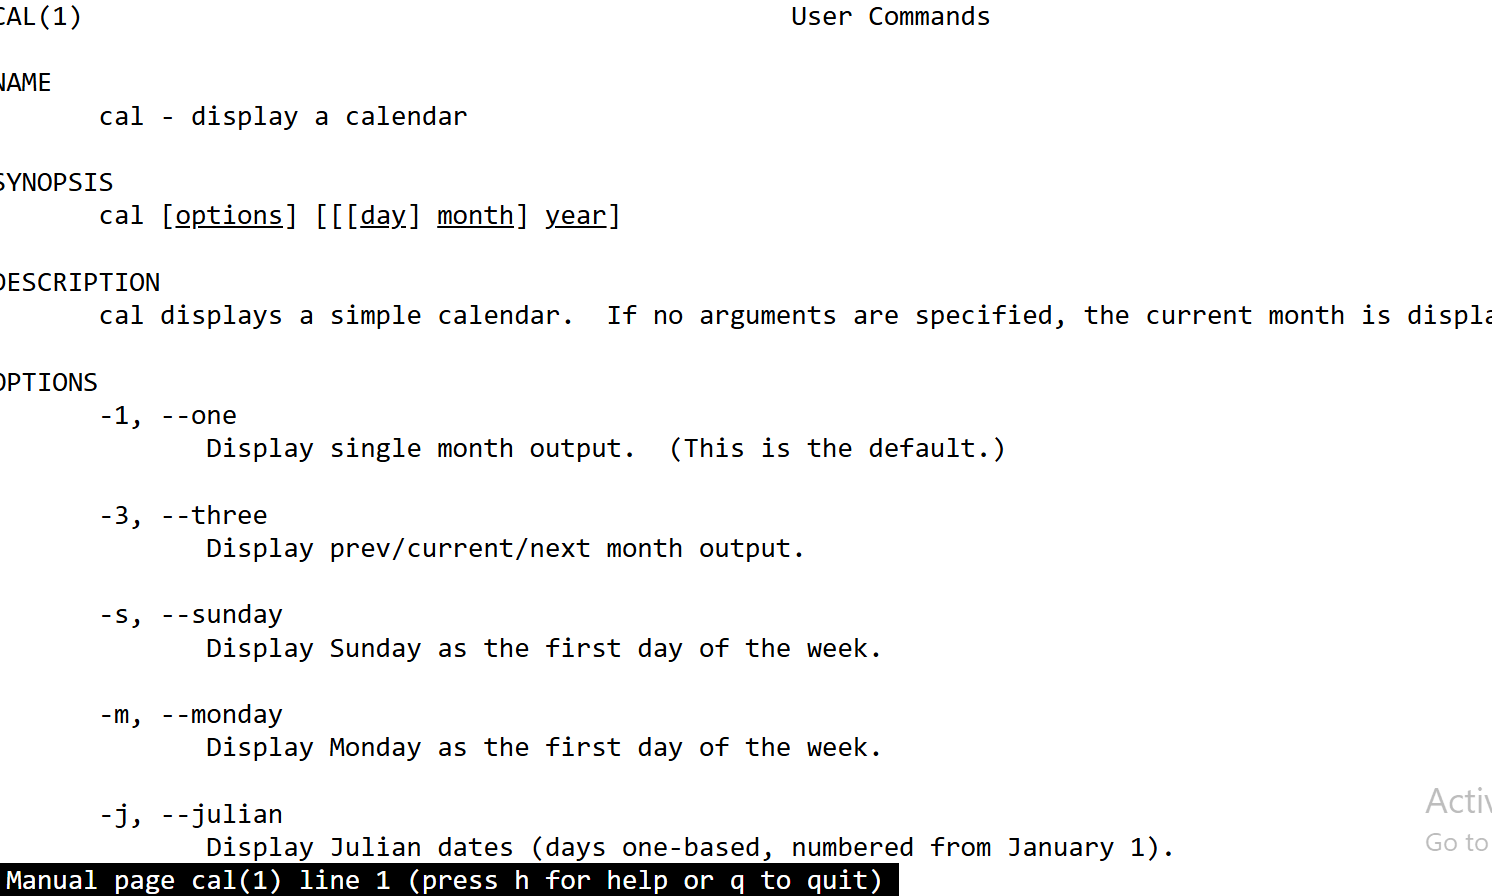 CAL(1) User Commands
NAME
cal - display a calendar
SYNOPSIS
cal [options] [[[day] month] year]
DESCRIPTION
cal displays a simple calendar. If no arguments are specified, the current month is displa
OPTIONS
-1, --one
Display single month output. (This is the default.)
-3, --three
Display prev/current/next month output.
-s, --sunday
Display Sunday as the first day of the week.
-m, --monday
Display Monday as the first day of the week.
-j, --julian
Display Julian dates (days one-based, numbered from January 1).
Activ
Go to
Manual page cal(1) line 1 (press h for help or q to quit)